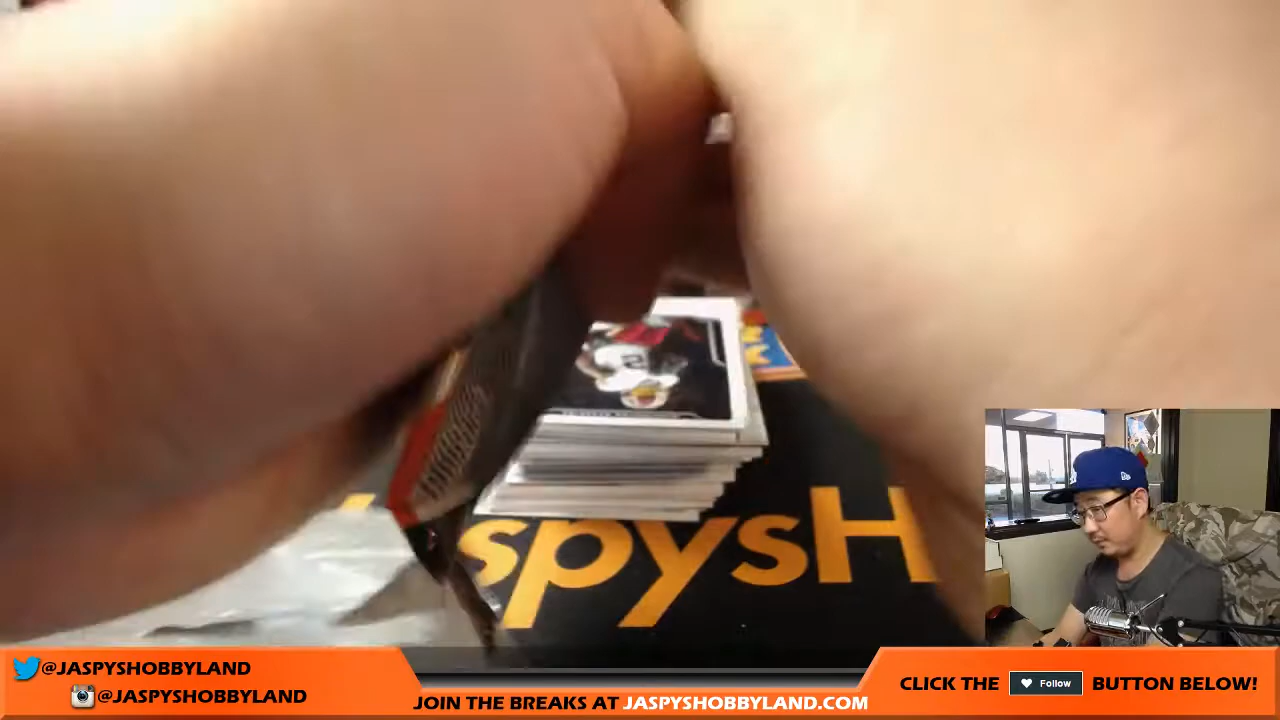 spysH
@JASPYSHOBBYLAND
@JASPYSHOBBYLAND
JOIN THE BREAKS AT JASPYSHOBBYLAND.COM
CLICK THE Follow BUTTON BELOW!